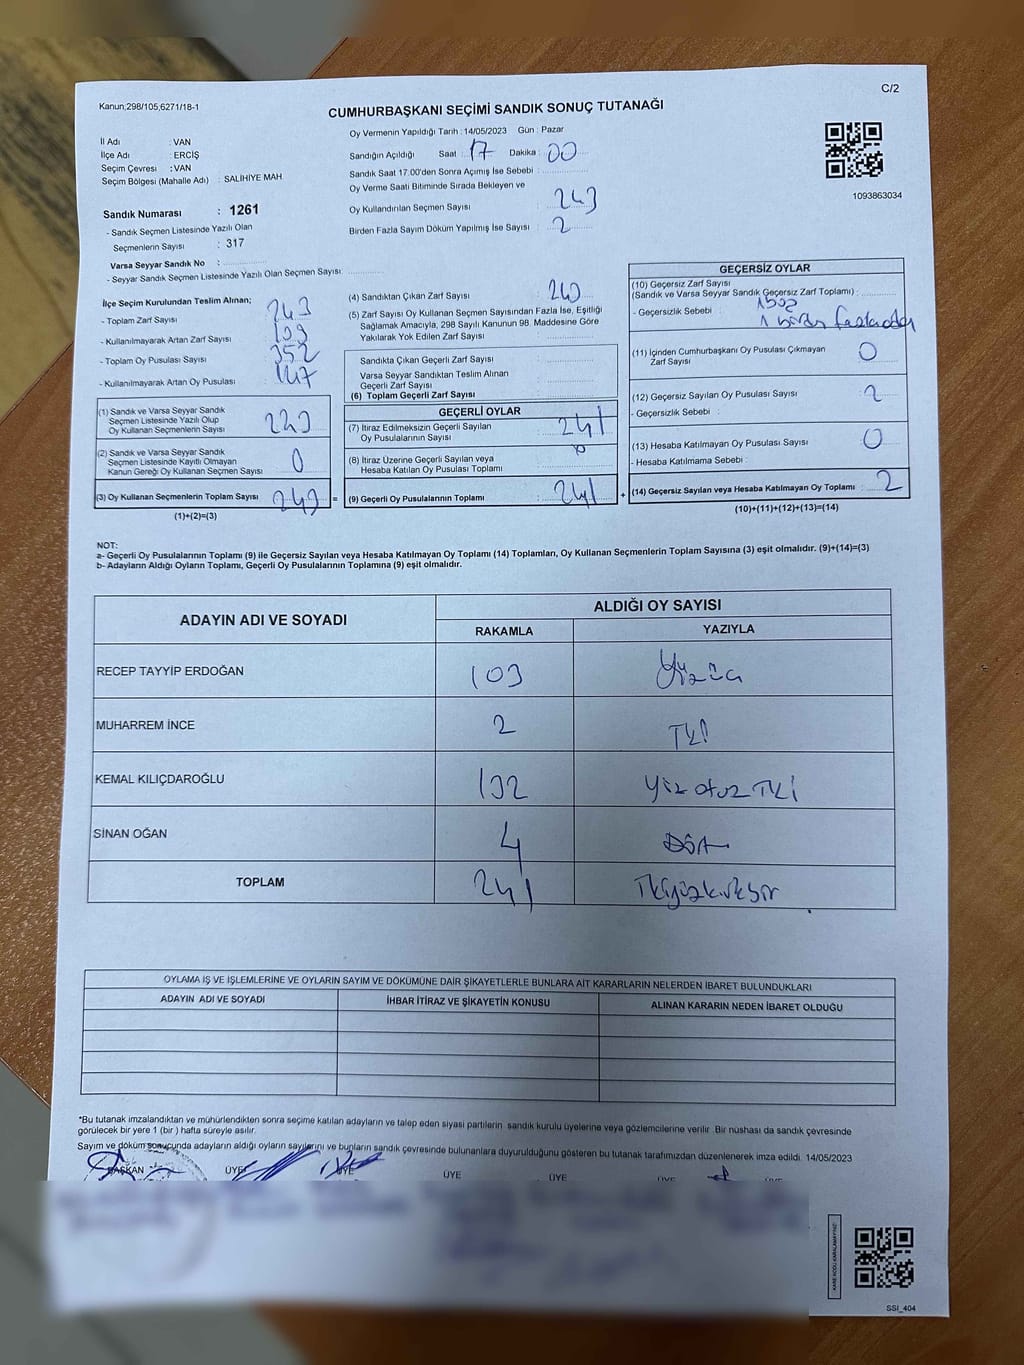 Kanun;298/105,6271/18-1
C/2
CUMHURBAŞKANI SEÇİMİ SANDIK SONUÇ TUTANAĞI
İl Adı : VAN
İlçe Adı : ERCİŞ
Seçim Çevresi : VAN
Seçim Bölgesi (Mahalle Adı) : SALİHİYE MAH
Sandık Numarası : 1261
- Sandık Seçmen Listesinde Yazılı Olan
Seçmenlerin Sayısı : 317
Varsa Seyyar Sandık No :
- Seyyar Sandık Seçmen Listesinde Yazılı Olan Seçmen Sayısı:
Oy Vermenin Yapıldığı Tarih : 14/05/2023 Gün : Pazar
Sandığın Açıldığı Saat : 17 Dakika : 00
Sandık Saat 17.00'den Sonra Açımış İse Sebebi :
Oy Verme Saati Bitiminde Sırada Bekleyen ve
Oy Kullandırılan Seçmen Sayısı : 243
Birden Fazla Sayım Döküm Yapılmış İse Sayısı : 2
1093863034
İlçe Seçim Kurulundan Teslim Alınan;
- Toplam Zarf Sayısı : 243
- Kullanılmayarak Artan Zarf Sayısı : 109
- Toplam Oy Pusulası Sayısı : 352
- Kullanılmayarak Artan Oy Pusulası : 147
(1) Sandık ve Varsa Seyyar Sandık
Seçmen Listesinde Yazılı Olup
Oy Kullanan Seçmenlerin Sayısı :
(2) Sandık ve Varsa Seyyar Sandık
Seçmen Listesinde Kayıtlı Olmayan
Kanun Gereği Oy Kullanan Seçmen Sayısı : 0
(3) Oy Kullanan Seçmenlerin Toplam Sayısı : 243
(1)+(2)=(3)
(4) Sandıktan Çıkan Zarf Sayısı :
(5) Zarf Sayısı Oy Kullanan Seçmen Sayısından Fazla İse, Eşitliği
Sağlamak Amacıyla, 298 Sayılı Kanunun 98. Maddesine Göre
Yakılarak Yok Edilen Zarf Sayısı :
Sandıkta Çıkan Geçerli Zarf Sayısı :
Varsa Seyyar Sandıktan Teslim Alınan
Geçerli Zarf Sayısı :
(6) Toplam Geçerli Zarf Sayısı :
GEÇERLİ OYLAR
(7) İtiraz Edilmeksizin Geçerli Sayılan
Oy Pusulalarının Sayısı : 241
(8) İtiraz Üzerine Geçerli Sayılan veya
Hesaba Katılan Oy Pusulası Toplamı :
= (9) Geçerli Oy Pusulalarının Toplamı : 241 +
GEÇERSİZ OYLAR
(10) Geçersiz Zarf Sayısı
(Sandık ve Varsa Seyyar Sandık Geçersiz Zarf Toplamı) :
- Geçersizlik Sebebi :
(11) İçinden Cumhurbaşkanı Oy Pusulası Çıkmayan
Zarf Sayısı : 0
(12) Geçersiz Sayılan Oy Pusulası Sayısı : 2
- Geçersizlik Sebebi :
(13) Hesaba Katılmayan Oy Pusulası Sayısı : 0
- Hesaba Katılmama Sebebi :
(14) Geçersiz Sayılan veya Hesaba Katılmayan Oy Toplamı : 2
(10)+(11)+(12)+(13)=(14)
NOT:
a- Geçerli Oy Pusulalarının Toplamı (9) ile Geçersiz Sayılan veya Hesaba Katılmayan Oy Toplamı (14) Toplamları, Oy Kullanan Seçmenlerin Toplam Sayısına (3) eşit olmalıdır. (9)+(14)=(3)
b- Adayların Aldığı Oyların Toplamı, Geçerli Oy Pusulalarının Toplamına (9) eşit olmalıdır.
ADAYIN ADI VE SOYADI
ALDIĞI OY SAYISI
RAKAMLA YAZIYLA
RECEP TAYYİP ERDOĞAN 103 Yüzüç
MUHARREM İNCE 2 İki
KEMAL KILIÇDAROĞLU 132 Yüz otuz İki
SİNAN OĞAN 4 Dört
TOPLAM 241 İkiyüzkırkbir
OYLAMA İŞ VE İŞLEMLERİNE VE OYLARIN SAYIM VE DÖKÜMÜNE DAİR ŞİKAYETLERLE BUNLARA AİT KARARLARIN NELERDEN İBARET BULUNDUKLARI
ADAYIN ADI VE SOYADI İHBAR İTİRAZ VE ŞİKAYETİN KONUSU ALINAN KARARIN NEDEN İBARET OLDUĞU
*Bu tutanak imzalandıktan ve mühürlendikten sonra seçime katılan adayların ve talep eden siyasi partilerin sandık kurulu üyelerine veya gözlemcilerine verilir .Bir nüshası da sandık çevresinde
görülecek bir yere 1 (bir ) hafta süreyle asılır.
Sayım ve döküm sonucunda adayların aldığı oyların sayılarını ve bunların sandık çevresinde bulunanlara duyurulduğunu gösteren bu tutanak tarafımızdan düzenlenerek imza edildi. 14/05/2023
BAŞKAN ÜYE ÜYE ÜYE ÜYE
SSI_404